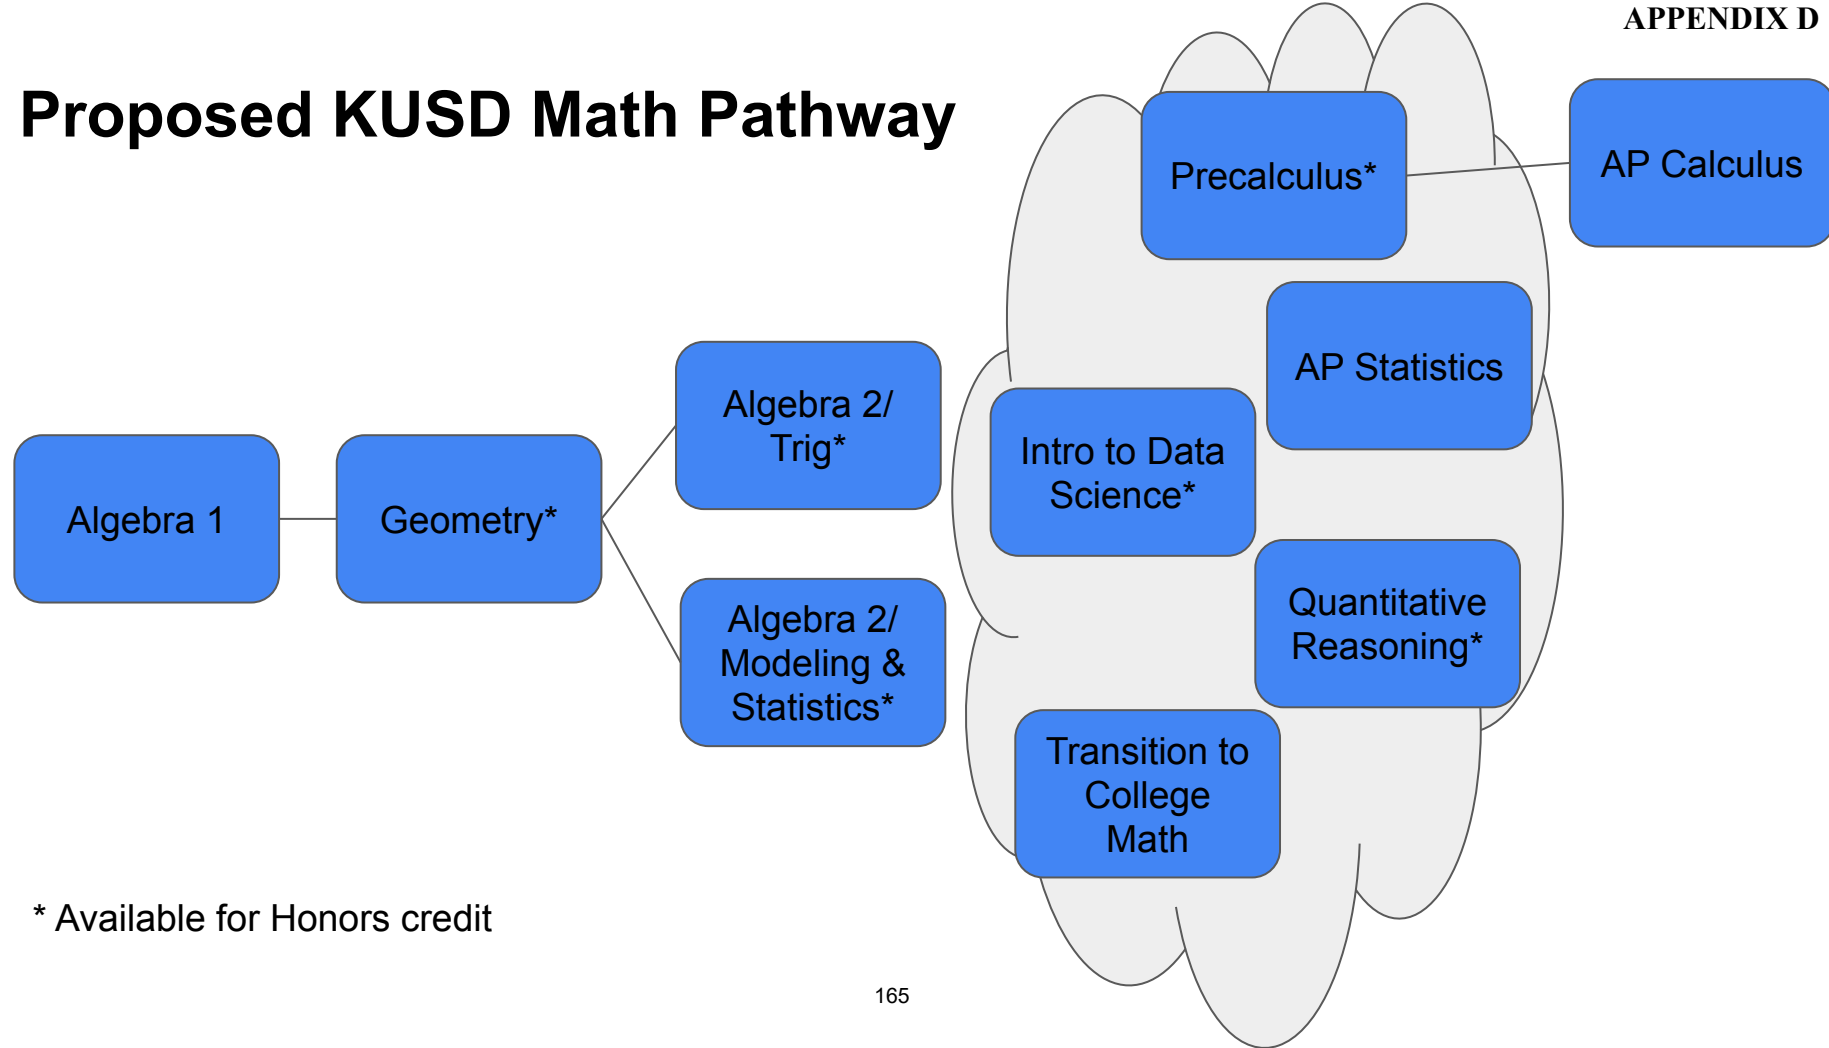 APPENDIX D
Proposed KUSD Math Pathway
Algebra 1
Geometry*
Algebra 2/
Trig*
Algebra 2/
Modeling &
Statistics*
Precalculus*
AP Calculus
AP Statistics
Intro to Data
Science*
Quantitative
Reasoning*
Transition to
College
Math
* Available for Honors credit
165